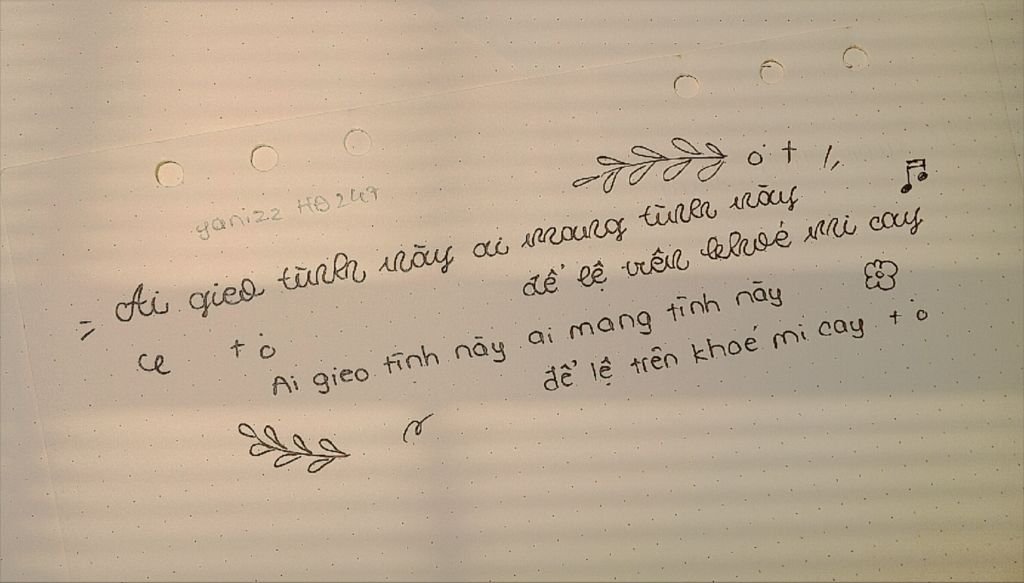 yanizz HĐ247
Ai gieo tình này ai mang tình này
để lệ trên khoé mi cay
Ai gieo tình này ai mang tình này
để lệ trên khoé mi cay